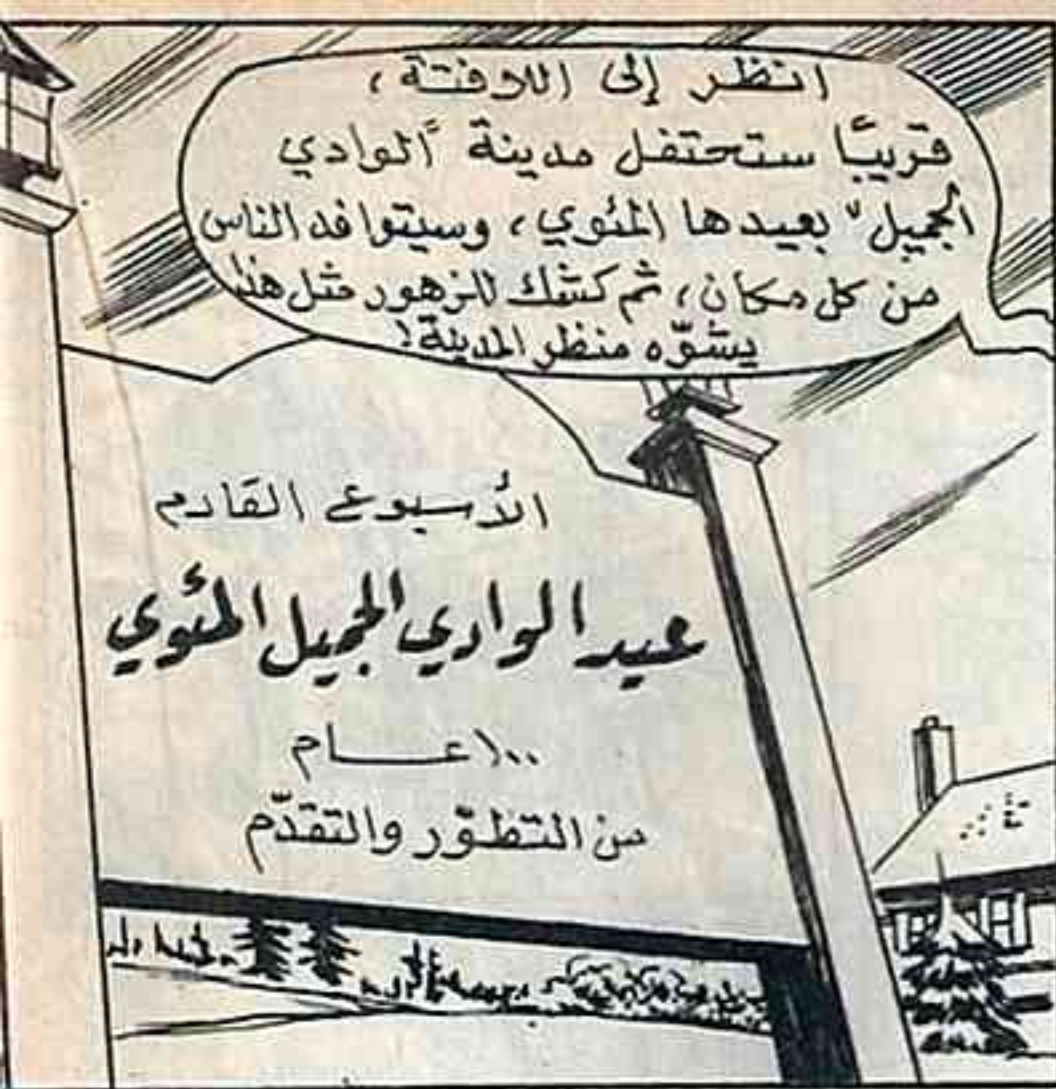 انظر إلى اللافتة،
قريبًا ستحتفل مدينة "الوادي
الجميل" بعيدها المئوي، وسيتوافد الناس
من كل مكان، ثم كشك للزهور مثل هذا
يشوّه منظر المدينة!
الأسبوع القادم
عيد الوادي الجميل المئوي
١٠٠ عام
من التطوّر والتقدّم